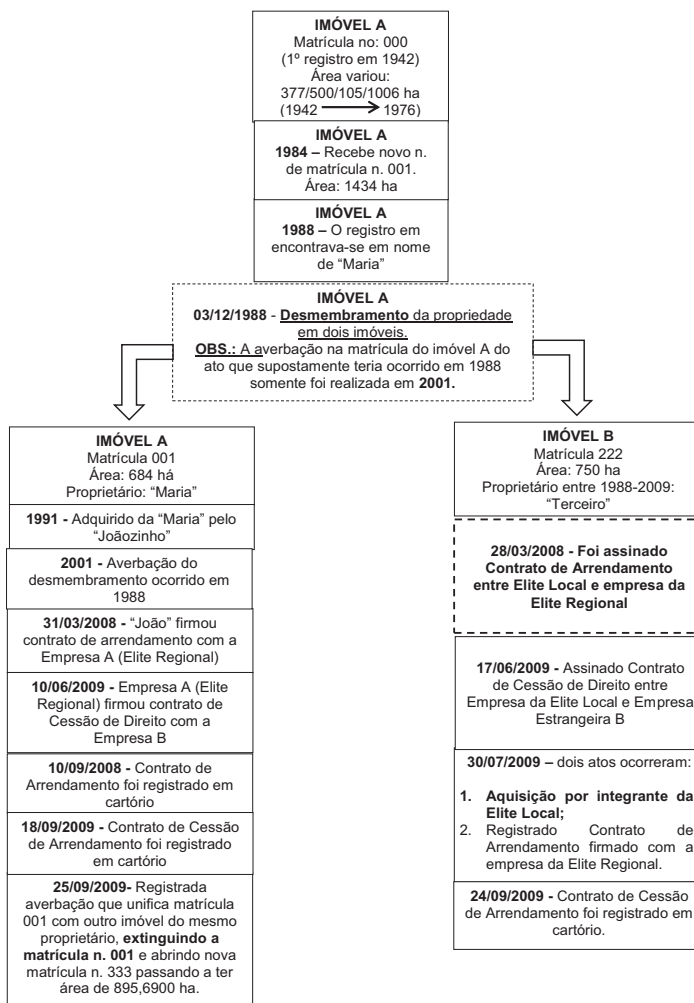 IMÓVEL A
Matrícula no: 000
(1º registro em 1942)
Área variou:
377/500/105/1006 ha
(1942 → 1976)
IMÓVEL A
1984 – Recebe novo n.
de matrícula n. 001.
Área: 1434 ha
IMÓVEL A
1988 – O registro em
encontrava-se em nome
de “Maria”
IMÓVEL A
03/12/1988 - Desmembramento da propriedade
em dois imóveis.
OBS.: A averbação na matrícula do imóvel A do
ato que supostamente teria ocorrido em 1988
somente foi realizada em 2001.
IMÓVEL A
Matrícula 001
Área: 684 há
Proprietário: “Maria”
1991 - Adquirido da “Maria” pelo
“Joãozinho”
2001 - Averbação do
desmembramento ocorrido em
1988
31/03/2008 - “João” firmou
contrato de arrendamento com a
Empresa A (Elite Regional)
10/06/2009 - Empresa A (Elite
Regional) firmou contrato de
Cessão de Direito com a
Empresa B
10/09/2008 - Contrato de
Arrendamento foi registrado em
cartório
18/09/2009 - Contrato de Cessão
de Arrendamento foi registrado
em cartório
25/09/2009- Registrada
averbação que unifica matrícula
001 com outro imóvel do mesmo
proprietário, extinguindo a
matrícula n. 001 e abrindo nova
matrícula n. 333 passando a ter
área de 895,6900 ha.
IMÓVEL B
Matrícula 222
Área: 750 ha
Proprietário entre 1988-2009:
“Terceiro”
28/03/2008 - Foi assinado
Contrato de Arrendamento
entre Elite Local e empresa da
Elite Regional
17/06/2009 - Assinado Contrato
de Cessão de Direito entre
Empresa da Elite Local e Empresa
Estrangeira B
30/07/2009 – dois atos ocorreram:
1. Aquisição por integrante da
Elite Local;
2. Registrado Contrato de
Arrendamento firmado com a
empresa da Elite Regional.
24/09/2009 - Contrato de Cessão
de Arrendamento foi registrado em
cartório.